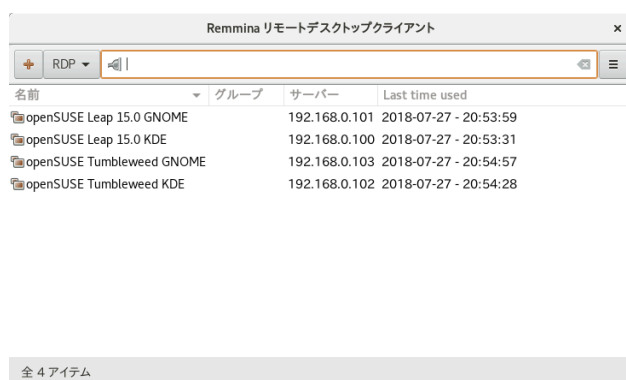 Remmina リモートデスクトップクライアント ×
RDP
名前 グループ サーバー Last time used
openSUSE Leap 15.0 GNOME 192.168.0.101 2018-07-27 - 20:53:59
openSUSE Leap 15.0 KDE 192.168.0.100 2018-07-27 - 20:53:31
openSUSE Tumbleweed GNOME 192.168.0.103 2018-07-27 - 20:54:57
openSUSE Tumbleweed KDE 192.168.0.102 2018-07-27 - 20:54:28
全 4 アイテム